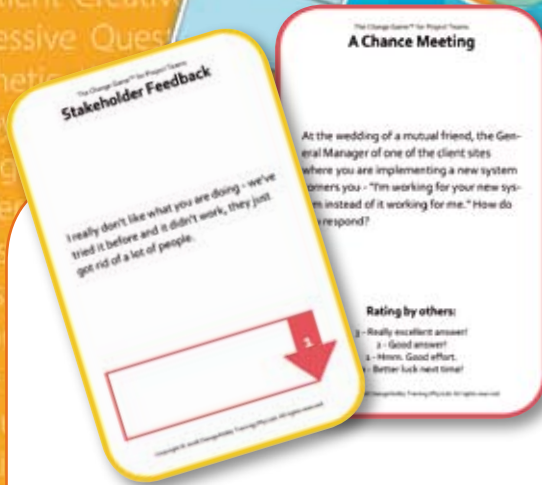 The Change Game™ for Project Teams
Stakeholder Feedback
I really don't like what you are doing - we've
tried it before and it didn't work, they just
got rid of a lot of people.
1
The Change Game™ for Project Teams
A Chance Meeting
At the wedding of a mutual friend, the Gen-
eral Manager of one of the client sites
where you are implementing a new system
corners you - "I'm working for your new sys-
instead of it working for me." How do
respond?
Rating by others:
3 - Really excellent answer!
2 - Good answer!
1 - Hmm. Good effort.
- Better luck next time!